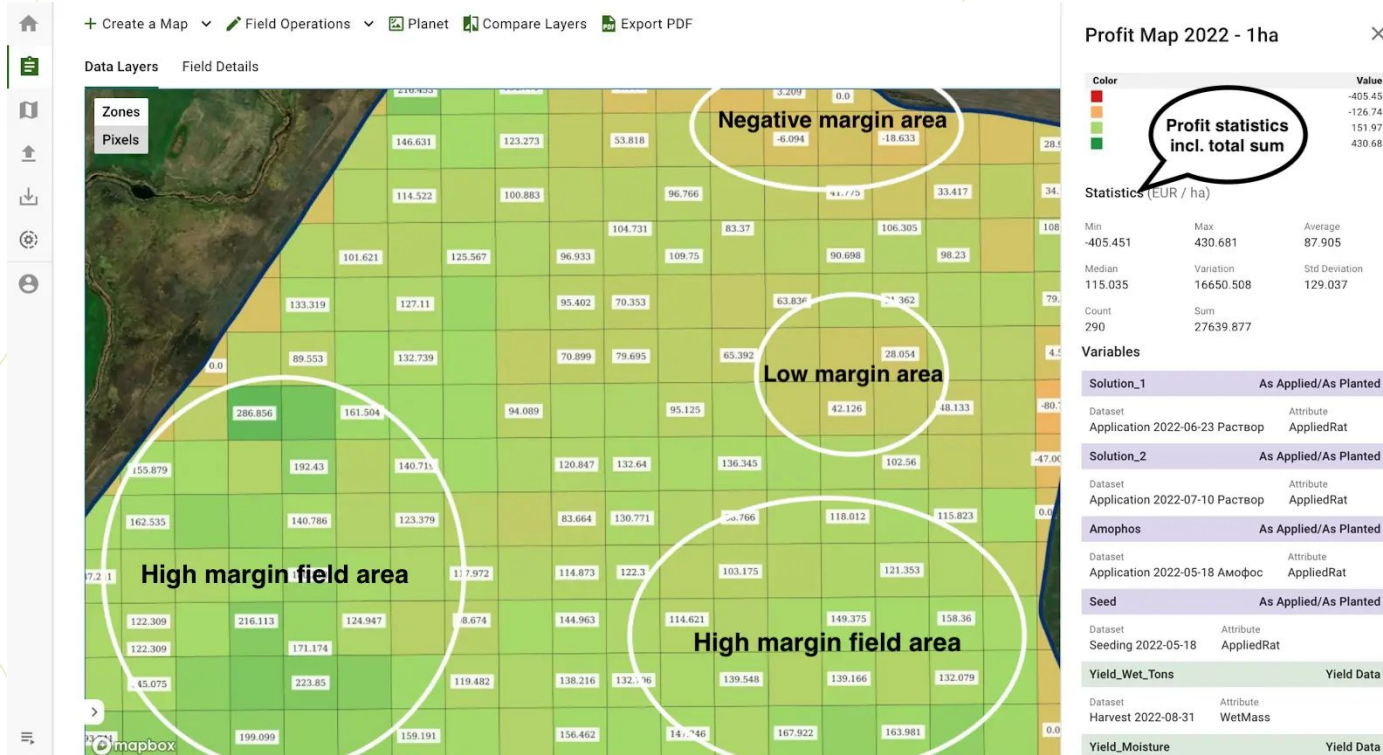 Create a Map
Field Operations
Planet
Compare Layers
Export PDF
Data Layers
Field Details
Zones
Pixels
3.209
0.0
Negative margin area
146.631
123.273
53.818
-6.094
-18.633
114.522
100.883
96.766
33.417
104.731
83.37
106.305
101.621
125.567
96.933
109.75
90.698
98.23
133.319
127.11
95.402
70.353
63.836
0.0
89.553
132.739
70.899
79.695
65.392
28.054
Low margin area
286.856
161.504
94.089
95.125
42.126
48.133
155.879
192.43
120.847
132.64
136.345
102.56
162.535
140.786
123.379
83.664
130.771
118.012
115.823
High margin field area
114.873
122.3
103.175
121.353
122.309
216.113
124.947
144.963
114.621
149.375
158.36
122.309
171.174
High margin field area
223.85
119.482
138.216
139.548
139.166
132.079
199.099
159.191
156.462
167.922
163.981
mapbox
Profit Map 2022 - 1ha
Color Value
-405.45
-126.74
151.97
430.68
Profit statistics
incl. total sum
Statistics (EUR / ha)
Min Max Average
-405.451 430.681 87.905
Median Variation Std Deviation
115.035 16650.508 129.037
Count Sum
290 27639.877
Variables
Solution_1 As Applied/As Planted
Dataset Attribute
Application 2022-06-23 Раствор AppliedRat
Solution_2 As Applied/As Planted
Dataset Attribute
Application 2022-07-10 Раствор AppliedRat
Amophos As Applied/As Planted
Dataset Attribute
Application 2022-05-18 Амофос AppliedRat
Seed As Applied/As Planted
Dataset Attribute
Seeding 2022-05-18 AppliedRat
Yield_Wet_Tons Yield Data
Dataset Attribute
Harvest 2022-08-31 WetMass
Yield_Moisture Yield Data